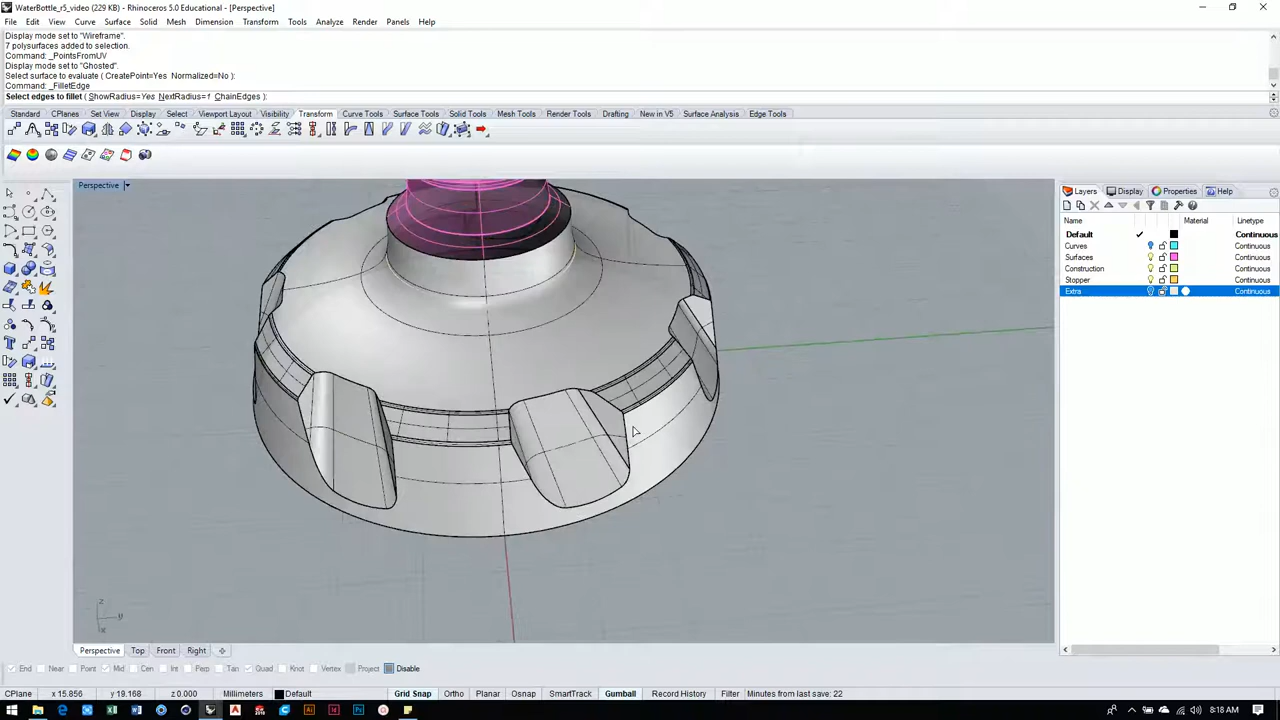 WaterBottle_r5_video (229 KB) - Rhinoceros 5.0 Educational - [Perspective]
File Edit View Curve Surface Solid Mesh Dimension Transform Tools Analyze Render Panels Help
Display mode set to "Wireframe".
7 polysurfaces added to selection.
Command: _PointsFromUV
Display mode set to "Ghosted".
Select surface to evaluate ( CreatePoint=Yes Normalized=No ):
Command: _FilletEdge
Select edges to fillet ( ShowRadius=Yes NextRadius=1 ChainEdges ):
Standard CPlanes Set View Display Select Viewport Layout Visibility Transform Curve Tools Surface Tools Solid Tools Mesh Tools Render Tools Drafting New in V5 Surface Analysis Edge Tools
Perspective
Layers Display Properties Help
Name Material Linetype
Default Continuous
Curves Continuous
Surfaces Continuous
Construction Continuous
Stopper Continuous
Extra Continuous
z
y
x
Perspective Top Front Right
End Near Point Mid Cen Int Perp Tan Quad Knot Vertex Project Disable
CPlane x 15.856 y 19.168 z 0.000 Millimeters Default Grid Snap Ortho Planar Osnap SmartTrack Gumball Record History Filter Minutes from last save: 22
8:18 AM